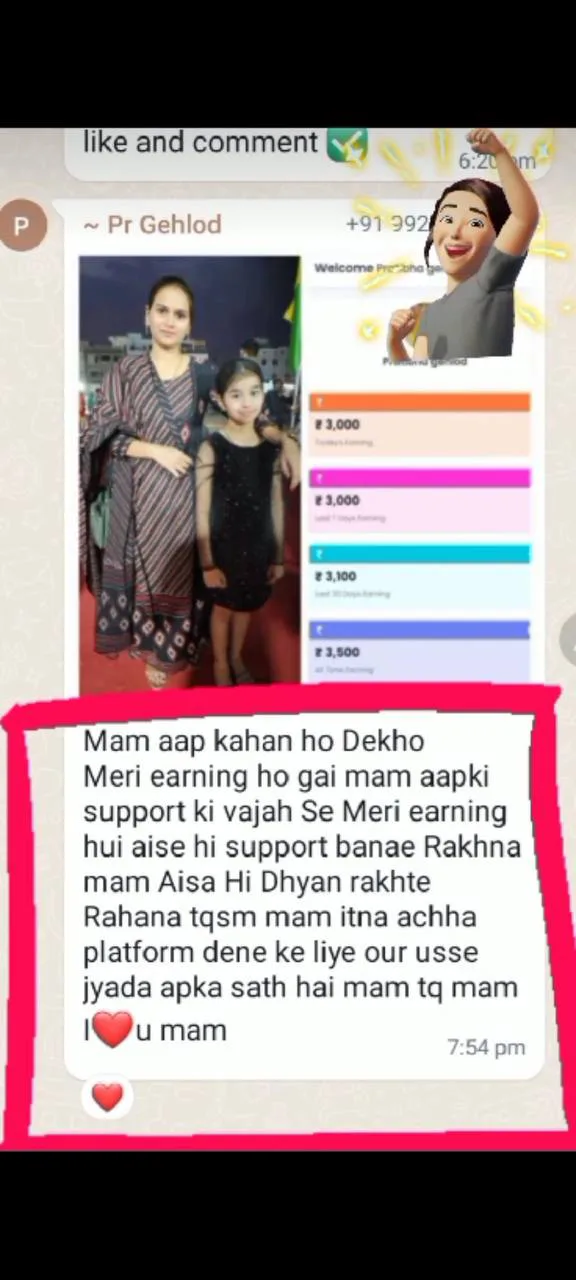 like and comment
6:20 pm
P
~ Pr Gehlod
+91 992
Welcome
gehlod
₹
₹ 3,000
Today's Earning
₹
₹ 3,000
Last 7 Days Earning
₹
₹ 3,100
Last 30 Days Earning
₹
₹ 3,500
All Time Earning
Mam aap kahan ho Dekho
Meri earning ho gai mam aapki
support ki vajah Se Meri earning
hui aise hi support banae Rakhna
mam Aisa Hi Dhyan rakhte
Rahana tqsm mam itna achha
platform dene ke liye our usse
jyada apka sath hai mam tq mam
I❤️u mam
7:54 pm